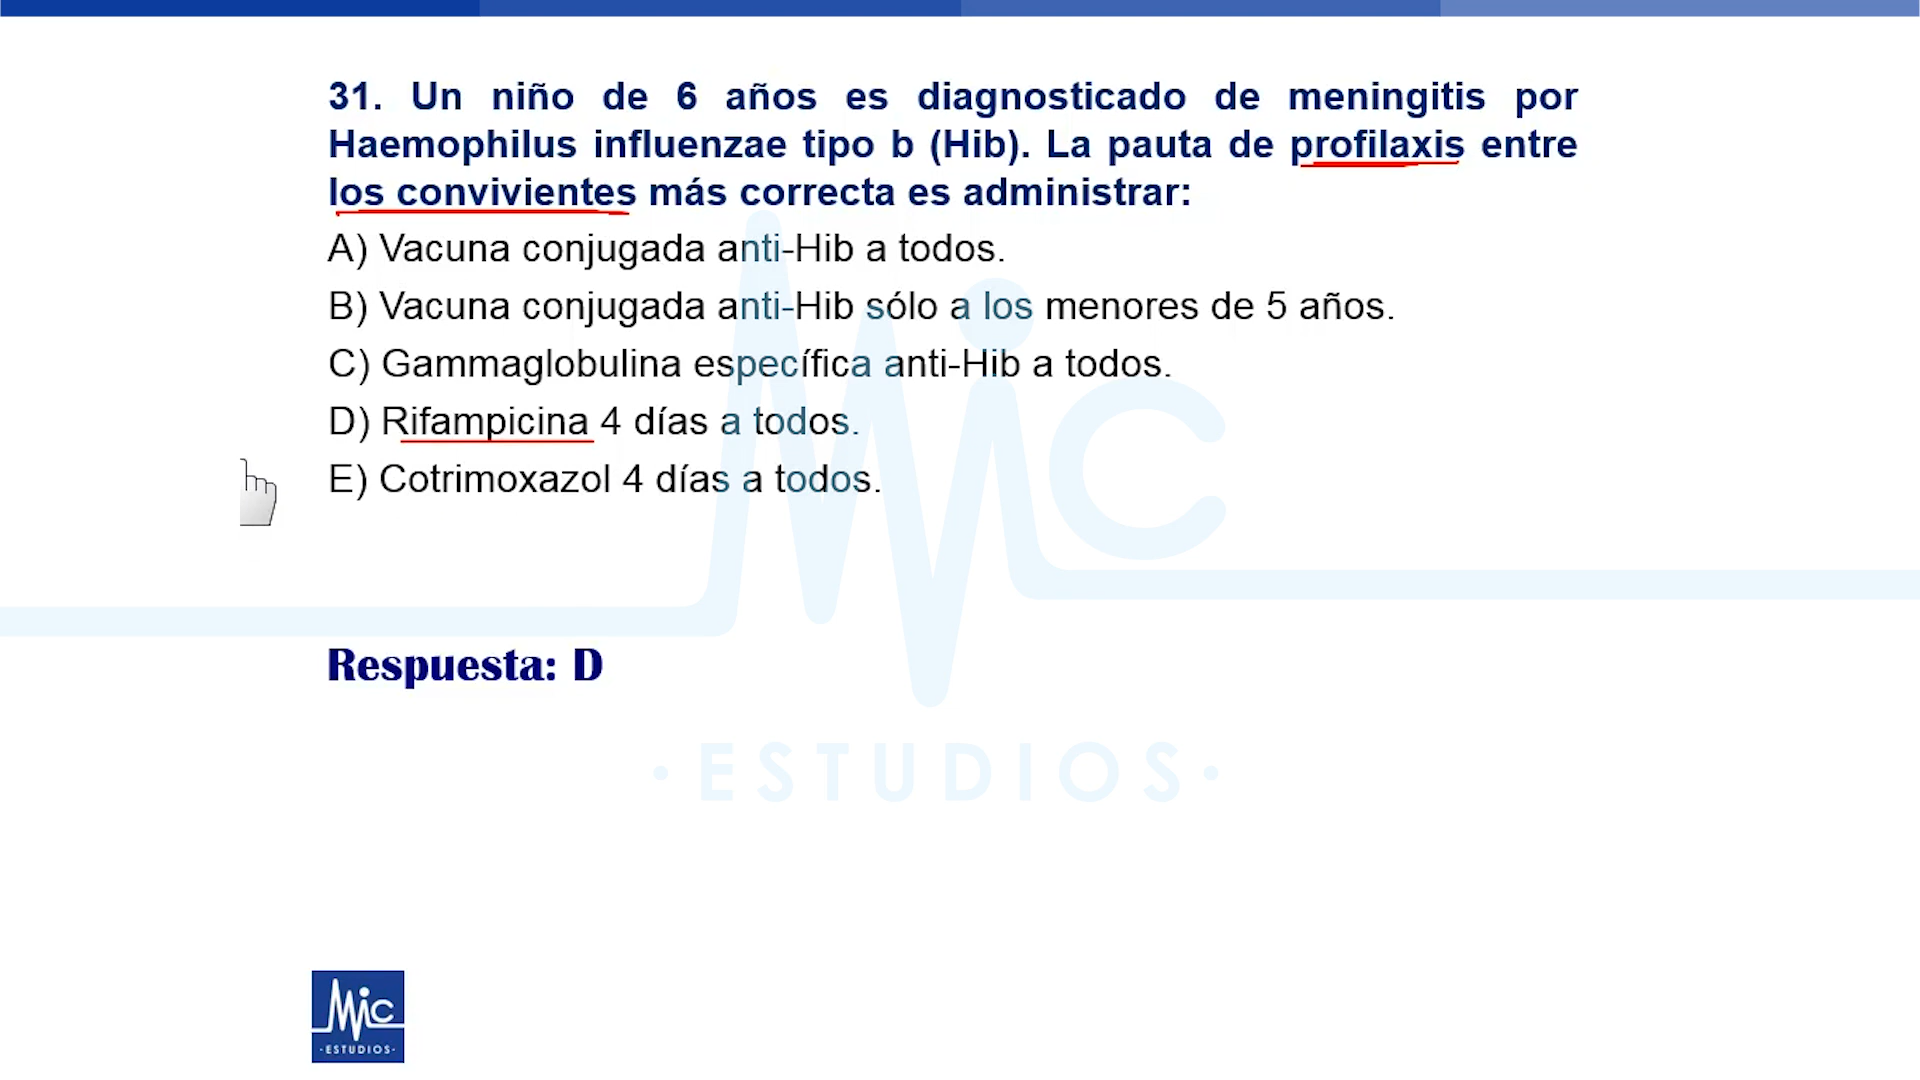 31. Un niño de 6 años es diagnosticado de meningitis por
Haemophilus influenzae tipo b (Hib). La pauta de profilaxis entre
los convivientes más correcta es administrar:
A) Vacuna conjugada anti-Hib a todos.
B) Vacuna conjugada anti-Hib sólo a los menores de 5 años.
C) Gammaglobulina específica anti-Hib a todos.
D) Rifampicina 4 días a todos.
E) Cotrimoxazol 4 días a todos.
Respuesta: D
Mic
·ESTUDIOS·
Mic
·ESTUDIOS·